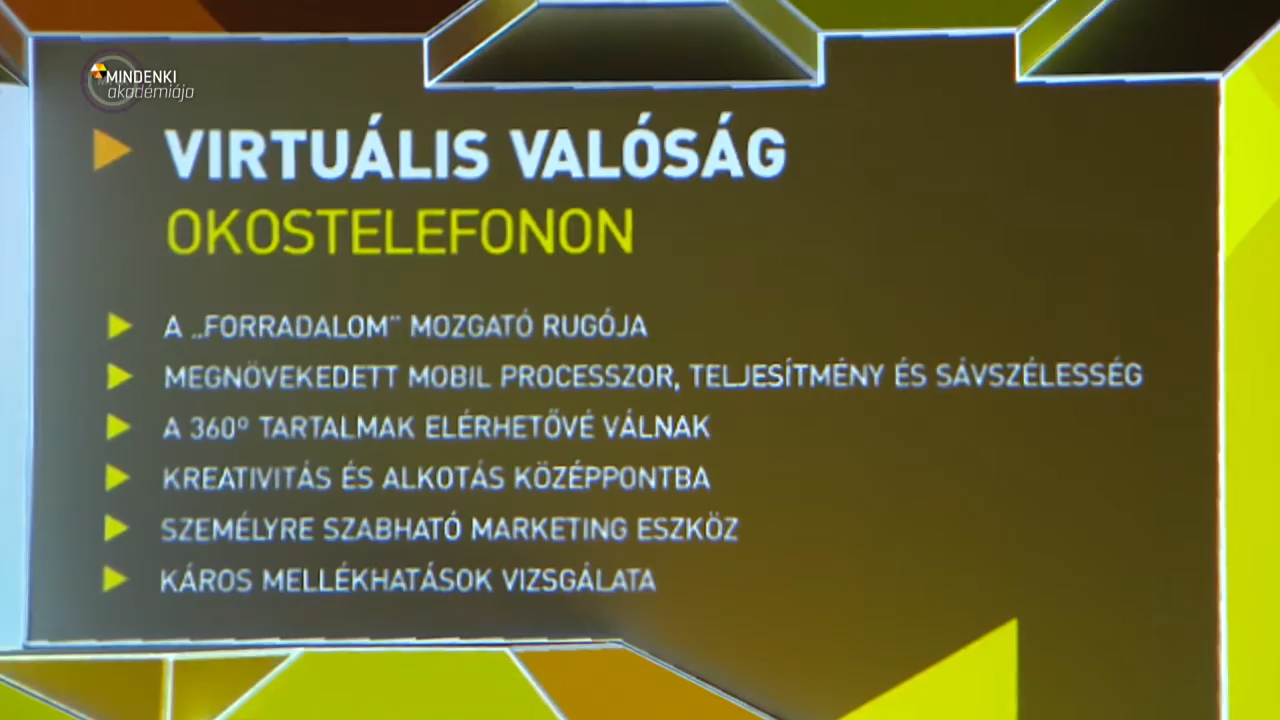 MINDENKI
akadémiája
VIRTUÁLIS VALÓSÁG
OKOSTELEFONON
A „FORRADALOM” MOZGATÓ RUGÓJA
MEGNÖVEKEDETT MOBIL PROCESSZOR, TELJESÍTMÉNY ÉS SÁVSZÉLESSÉG
A 360° TARTALMAK ELÉRHETŐVÉ VÁLNAK
KREATIVITÁS ÉS ALKOTÁS KÖZÉPPONTBA
SZEMÉLYRE SZABHATÓ MARKETING ESZKÖZ
KÁROS MELLÉKHATÁSOK VIZSGÁLATA